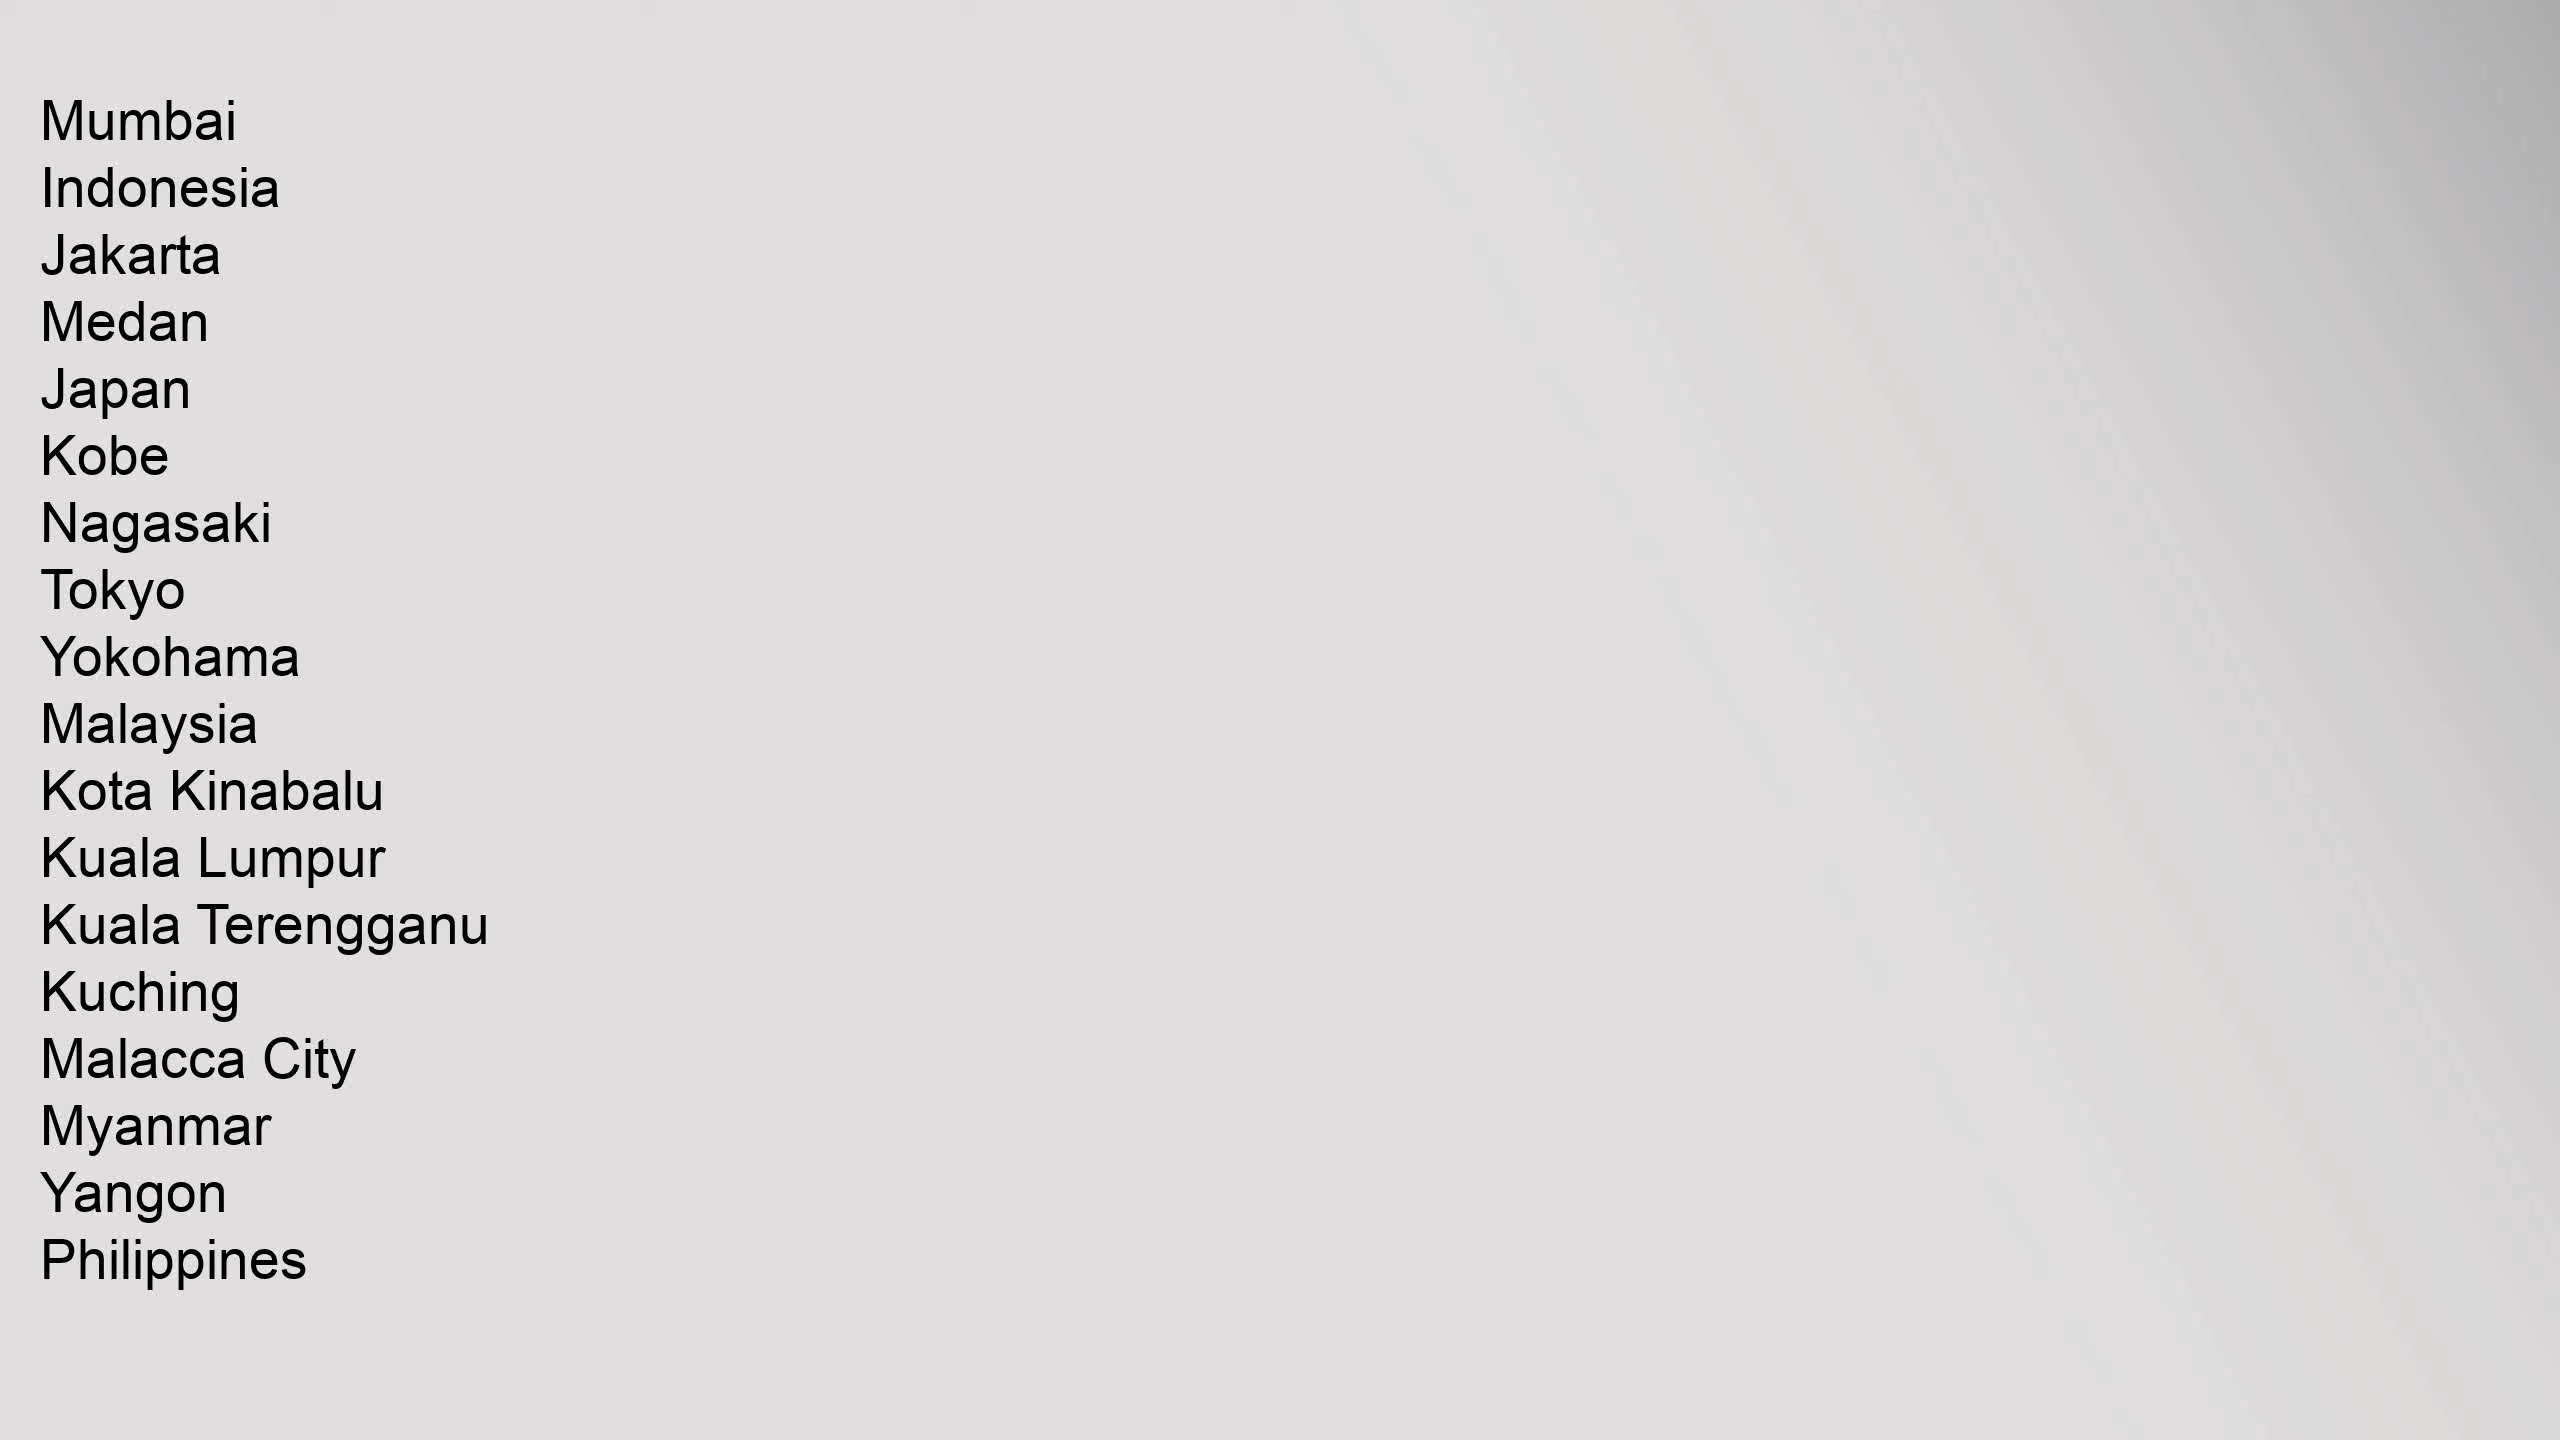 Mumbai
Indonesia
Jakarta
Medan
Japan
Kobe
Nagasaki
Tokyo
Yokohama
Malaysia
Kota Kinabalu
Kuala Lumpur
Kuala Terengganu
Kuching
Malacca City
Myanmar
Yangon
Philippines